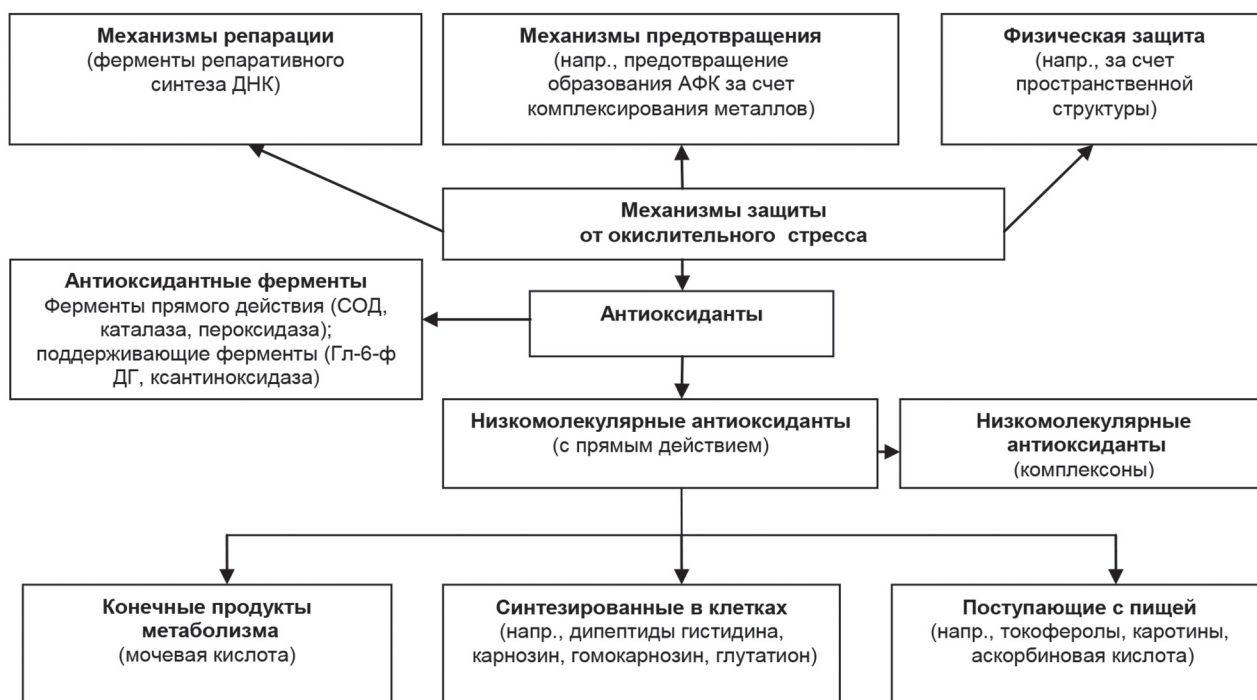 Механизмы репарации
(ферменты репаративного
синтеза ДНК)
Механизмы предотвращения
(напр., предотвращение
образования АФК за счет
комплексирования металлов)
Физическая защита
(напр., за счет
пространственной
структуры)
Механизмы защиты
от окислительного стресса
Антиоксидантные ферменты
Ферменты прямого действия (СОД,
каталаза, пероксидаза);
поддерживающие ферменты (Гл-6-ф
ДГ, ксантиноксидаза)
Антиоксиданты
Низкомолекулярные антиоксиданты
(с прямым действием)
Низкомолекулярные
антиоксиданты
(комплексоны)
Конечные продукты
метаболизма
(мочевая кислота)
Синтезированные в клетках
(напр., дипептиды гистидина,
карнозин, гомокарнозин, глутатион)
Поступающие с пищей
(напр., токоферолы, каротины,
аскорбиновая кислота)